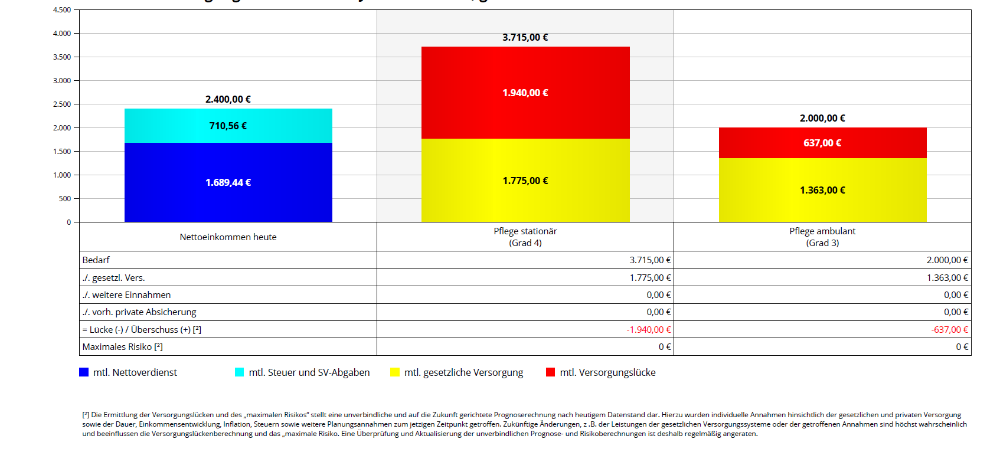 4.500
4.000
3.500
3.000
2.500
2.000
1.500
1.000
500
0
2.400,00 €
710,56 €
1.689,44 €
3.715,00 €
1.940,00 €
1.775,00 €
2.000,00 €
637,00 €
1.363,00 €
Nettoeinkommen heute
Pflege stationär
(Grad 4)
Pflege ambulant
(Grad 3)
Bedarf 3.715,00 € 2.000,00 €
./. gesetzl. Vers. 1.775,00 € 1.363,00 €
./. weitere Einnahmen 0,00 € 0,00 €
./. vorh. private Absicherung 0,00 € 0,00 €
= Lücke (-) / Überschuss (+) [²] -1.940,00 € -637,00 €
Maximales Risiko [²] 0 € 0 €
mtl. Nettoverdienst mtl. Steuer und SV-Abgaben mtl. gesetzliche Versorgung mtl. Versorgungslücke
[²] Die Ermittlung der Versorgungslücken und des „maximalen Risikos“ stellt eine unverbindliche und auf die Zukunft gerichtete Prognoserechnung nach heutigem Datenstand dar. Hierzu wurden individuelle Annahmen hinsichtlich der gesetzlichen und privaten Versorgung
sowie der Dauer, Einkommensentwicklung, Inflation, Steuern sowie weitere Planungsannahmen zum jetzigen Zeitpunkt getroffen. Zukünftige Änderungen, z .B. der Leistungen der gesetzlichen Versorgungssysteme oder der getroffenen Annahmen sind höchst wahrscheinlich
und beeinflussen die Versorgungslückenberechnung und das „maximale Risiko. Eine Überprüfung und Aktualisierung der unverbindlichen Prognose- und Risikoberechnungen ist deshalb regelmäßig angeraten.